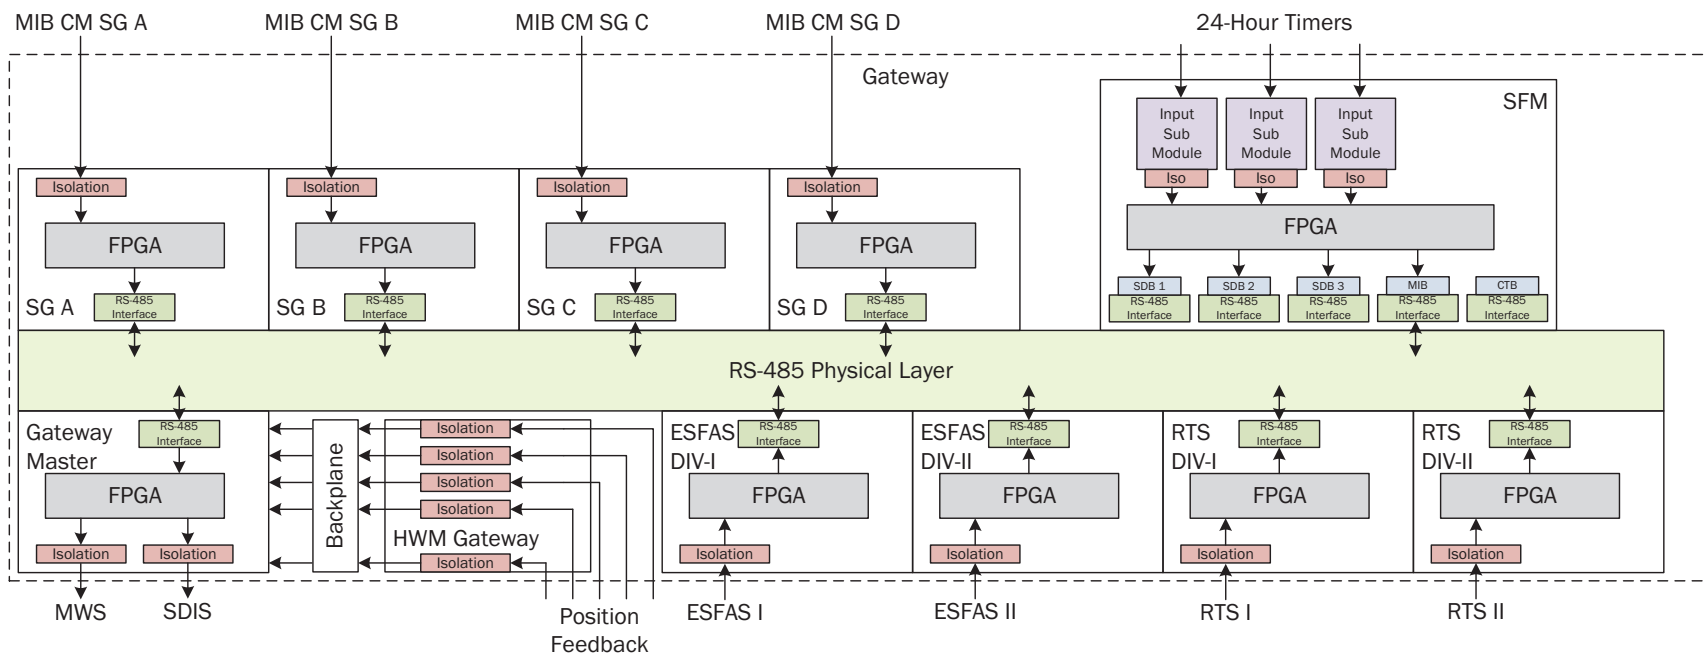 MIB CM SG A
MIB CM SG B
MIB CM SG C
MIB CM SG D
24-Hour Timers
Gateway
SFM
Input
Sub
Module
Iso
Input
Sub
Module
Iso
Input
Sub
Module
Iso
FPGA
SDB 1
RS-485
Interface
SDB 2
RS-485
Interface
SDB 3
RS-485
Interface
MIB
RS-485
Interface
CTB
RS-485
Interface
Isolation
FPGA
RS-485
Interface
SG A
Isolation
FPGA
RS-485
Interface
SG B
Isolation
FPGA
RS-485
Interface
SG C
Isolation
FPGA
RS-485
Interface
SG D
RS-485 Physical Layer
Gateway
Master
RS-485
Interface
FPGA
Isolation
Isolation
MWS
SDIS
Backplane
Isolation
Isolation
Isolation
Isolation
HWM Gateway
Isolation
Position
Feedback
ESFAS
DIV-I
RS-485
Interface
FPGA
Isolation
ESFAS I
ESFAS
DIV-II
RS-485
Interface
FPGA
Isolation
ESFAS II
RTS
DIV-I
RS-485
Interface
FPGA
Isolation
RTS I
RTS
DIV-II
RS-485
Interface
FPGA
Isolation
RTS II